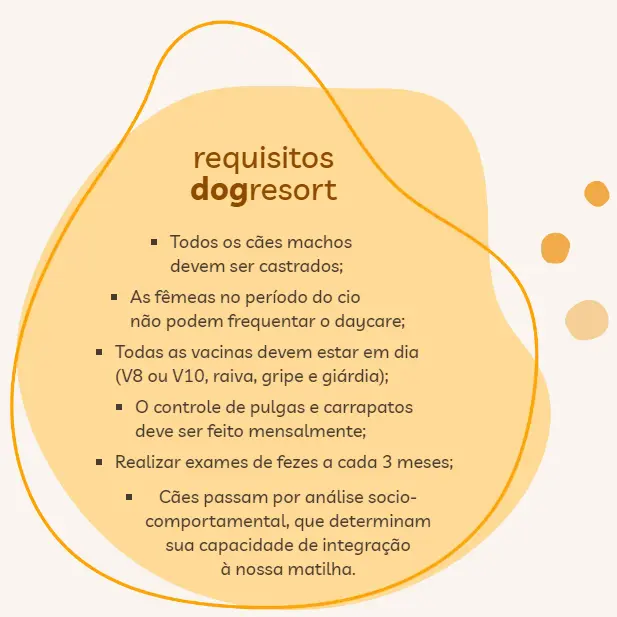 requisitos
dogresort
▪ Todos os cães machos
devem ser castrados;
▪ As fêmeas no período do cio
não podem frequentar o daycare;
▪ Todas as vacinas devem estar em dia
(V8 ou V10, raiva, gripe e giárdia);
▪ O controle de pulgas e carrapatos
deve ser feito mensalmente;
▪ Realizar exames de fezes a cada 3 meses;
▪ Cães passam por análise socio-
comportamental, que determinam
sua capacidade de integração
à nossa matilha.